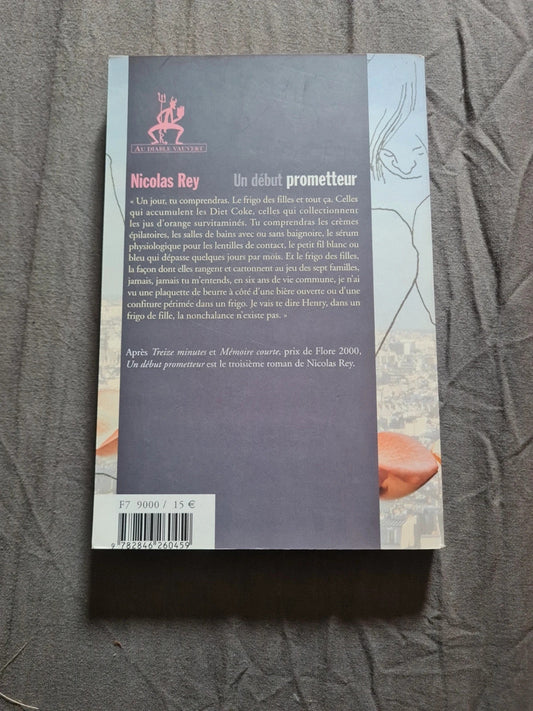 AU DIABLE VAUVERT
Nicolas Rey Un début prometteur
« Un jour, tu comprendras. Le frigo des filles et tout ça. Celles
qui accumulent les Diet Coke, celles qui collectionnent
les jus d'orange survitaminés. Tu comprends les crèmes
épilatoires, les salles de bains avec ou sans baignoire, le sérum
physiologique pour les lentilles de contact, le petit fil blanc ou
bleu qui dépasse quelques jours par mois. Et le frigo des filles,
la façon dont elles rangent et cartonnent au jeu des sept familles,
jamais, jamais tu m'entends, en six ans de vie commune, je n'ai
vu une plaquette de beurre à côté d'une bière ouverte ou d'une
confiture périmée dans un frigo. Je vais te dire Henry, dans un
frigo de fille, la nonchalance n'existe pas. »
Après Treize minutes et Mémoire courte, prix de Flore 2000,
Un début prometteur est le troisième roman de Nicolas Rey.
F7 9000 / 15 €
9 782846 260459